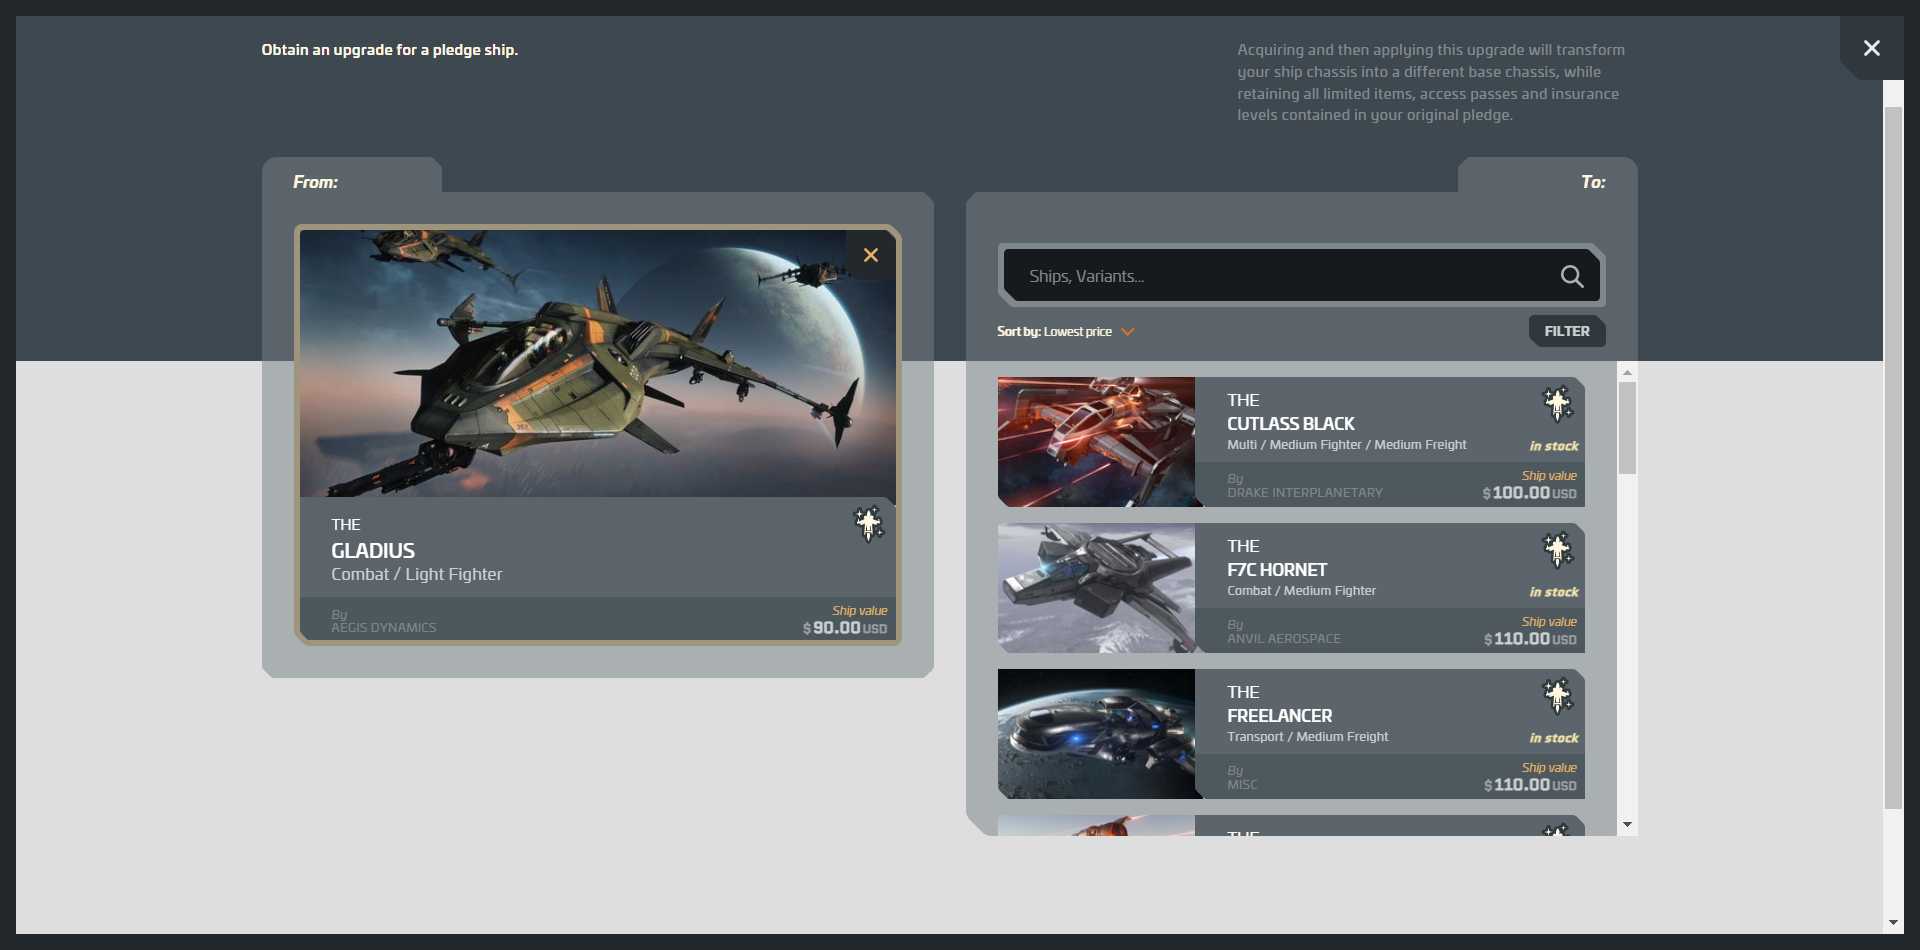 Obtain an upgrade for a pledge ship.
Acquiring and then applying this upgrade will transform
your ship chassis into a different base chassis, while
retaining all limited items, access passes and insurance
levels contained in your original pledge.
From:
THE
GLADIUS
Combat / Light Fighter
By
AEGIS DYNAMICS
Ship value
$ 90.00 USD
To:
Ships, Variants...
Sort by: Lowest price
FILTER
THE
CUTLASS BLACK
Multi / Medium Fighter / Medium Freight
in stock
By
DRAKE INTERPLANETARY
Ship value
$ 100.00 USD
THE
F7C HORNET
Combat / Medium Fighter
in stock
By
ANVIL AEROSPACE
Ship value
$ 110.00 USD
THE
FREELANCER
Transport / Medium Freight
in stock
By
MISC
Ship value
$ 110.00 USD
THE